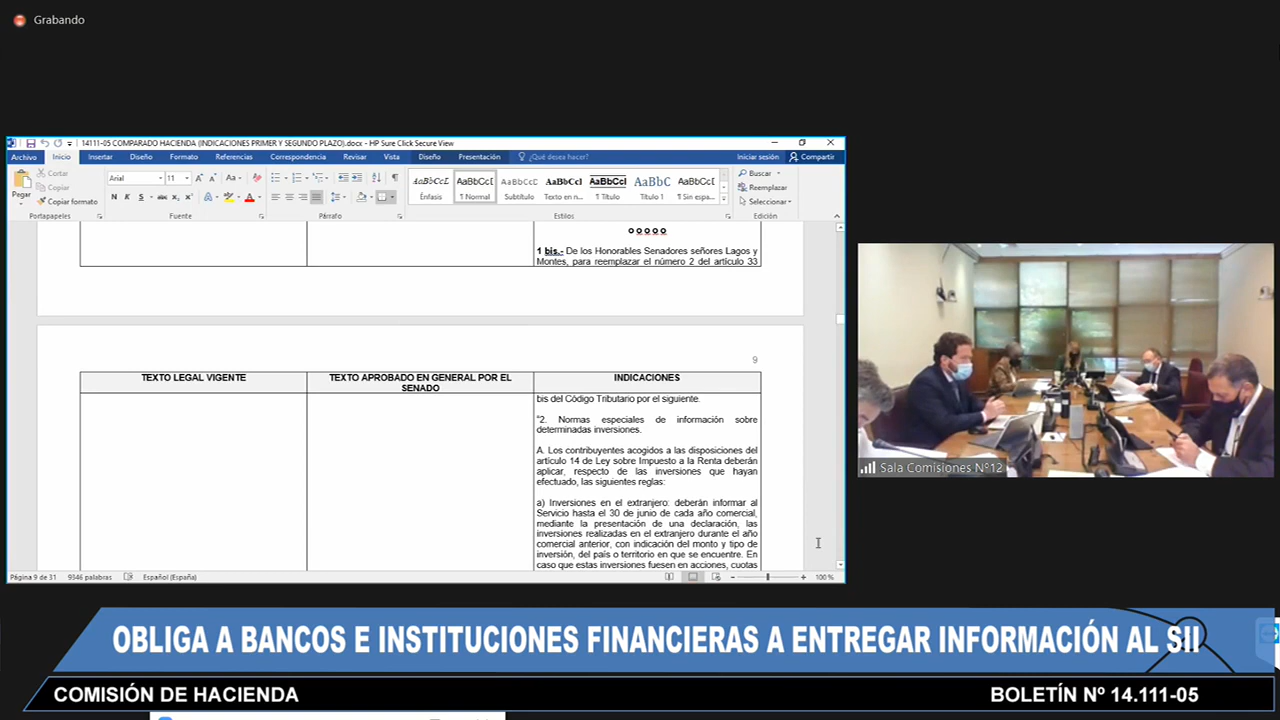 Grabando
14111-05 COMPARADO HACIENDA (INDICACIONES PRIMER Y SEGUNDO PLAZO).docx - HP Sure Click Secure View
Archivo Inicio Insertar Diseño Formato Referencias Correspondencia Revisar Vista Diseño Presentación ¿Qué desea hacer? Iniciar sesión Compartir
Pegar
Cortar
Copiar
Copiar formato
Portapapeles
Arial 11
Fuente
Párrafo
AaBbCcL AaBbCcI AaBbCcI AaBbCcI AaBbCcI AaBbC AaBbCcI
Énfasis ¶ Normal Subtítulo Texto en n... ¶ Título Título 1 ¶ Sin espa...
Estilos
Buscar
Reemplazar
Seleccionar
Edición
ooooo
1 bis.- De los Honorables Senadores señores Lagos y
Montes, para reemplazar el número 2 del artículo 33
9
TEXTO LEGAL VIGENTE
TEXTO APROBADO EN GENERAL POR EL
SENADO
INDICACIONES
bis del Código Tributario por el siguiente.
“2. Normas especiales de información sobre
determinadas inversiones.
A. Los contribuyentes acogidos a las disposiciones del
artículo 14 de Ley sobre Impuesto a la Renta deberán
aplicar, respecto de las inversiones que hayan
efectuado, las siguientes reglas:
a) Inversiones en el extranjero: deberán informar al
Servicio hasta el 30 de junio de cada año comercial,
mediante la presentación de una declaración, las
inversiones realizadas en el extranjero durante el año
comercial anterior, con indicación del monto y tipo de
inversión, del país o territorio en que se encuentre. En
caso que estas inversiones fuesen en acciones, cuotas
Página 9 de 31 9346 palabras Español (España) 100 %
Sala Comisiones N°12
OBLIGA A BANCOS E INSTITUCIONES FINANCIERAS A ENTREGAR INFORMACIÓN AL SII
COMISIÓN DE HACIENDA
BOLETÍN Nº 14.111-05